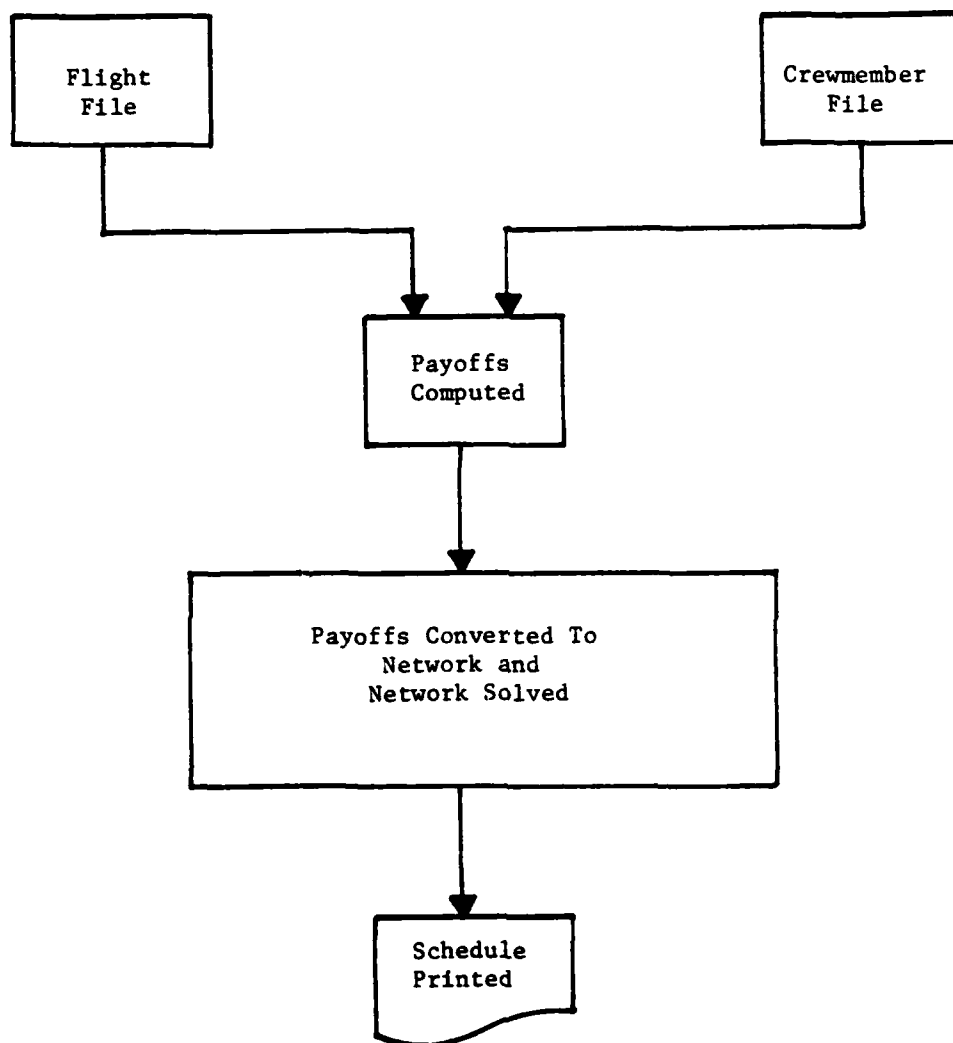 Flight
File
Crewmember
File
Payoffs
Computed
Payoffs Converted To
Network and
Network Solved
Schedule
Printed